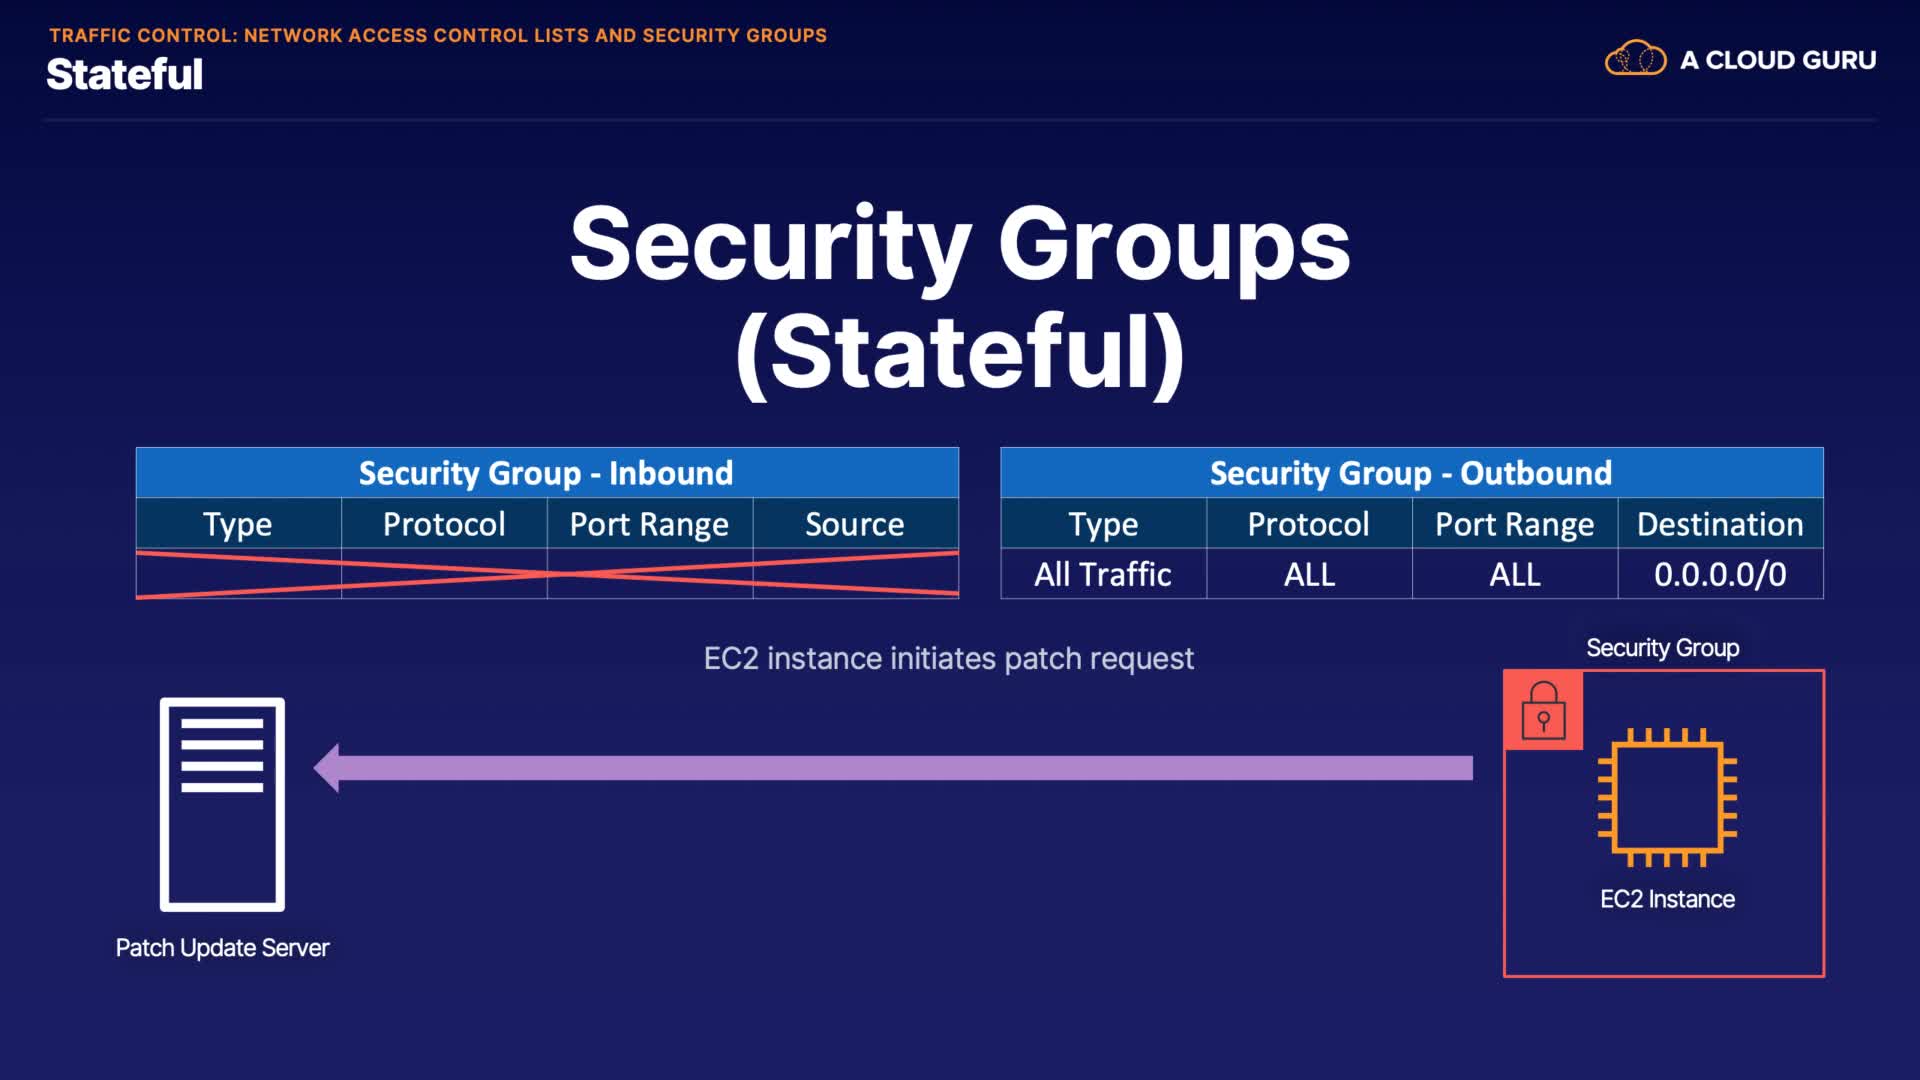 TRAFFIC CONTROL: NETWORK ACCESS CONTROL LISTS AND SECURITY GROUPS
Stateful
A CLOUD GURU
Security Groups
(Stateful)
Security Group - Inbound
Type Protocol Port Range Source
Security Group - Outbound
Type Protocol Port Range Destination
All Traffic ALL ALL 0.0.0.0/0
EC2 instance initiates patch request
Security Group
EC2 Instance
Patch Update Server